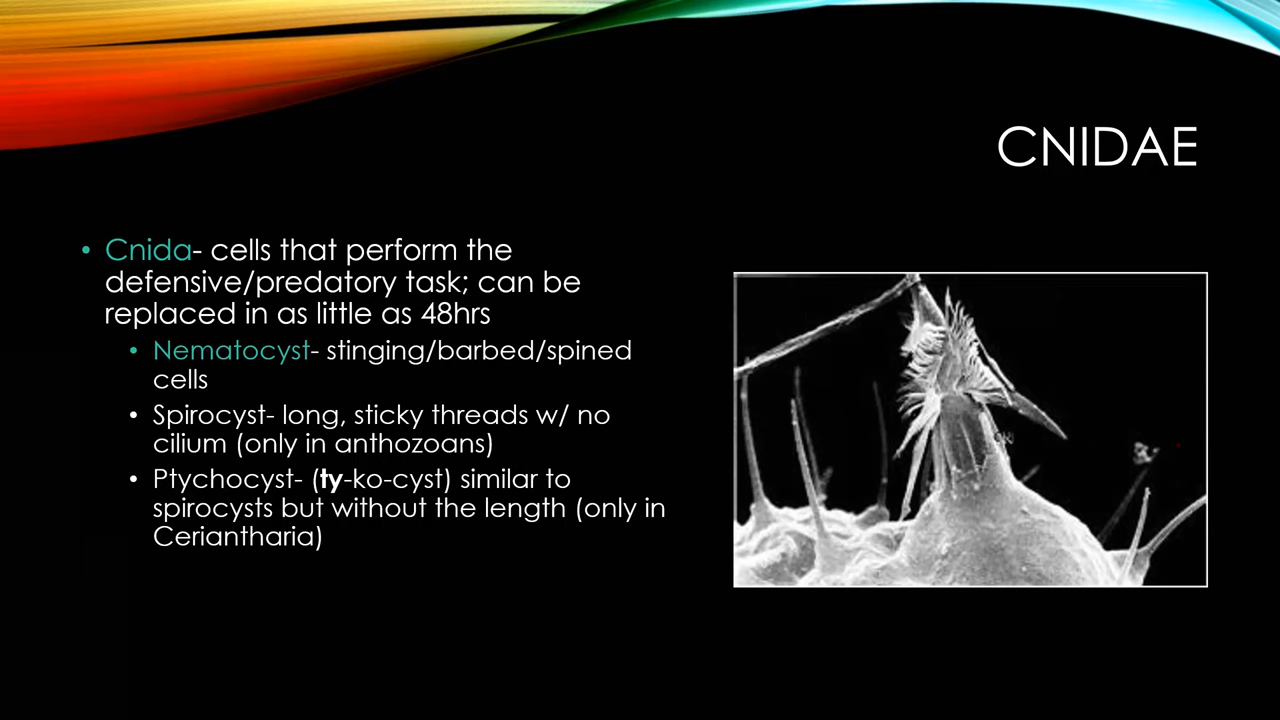 CNIDAE
• Cnida- cells that perform the
defensive/predatory task; can be
replaced in as little as 48hrs
• Nematocyst- stinging/barbed/spined
cells
• Spirocyst- long, sticky threads w/ no
cilium (only in anthozoans)
• Ptychocyst- (ty-ko-cyst) similar to
spirocysts but without the length (only in
Ceriantharia)